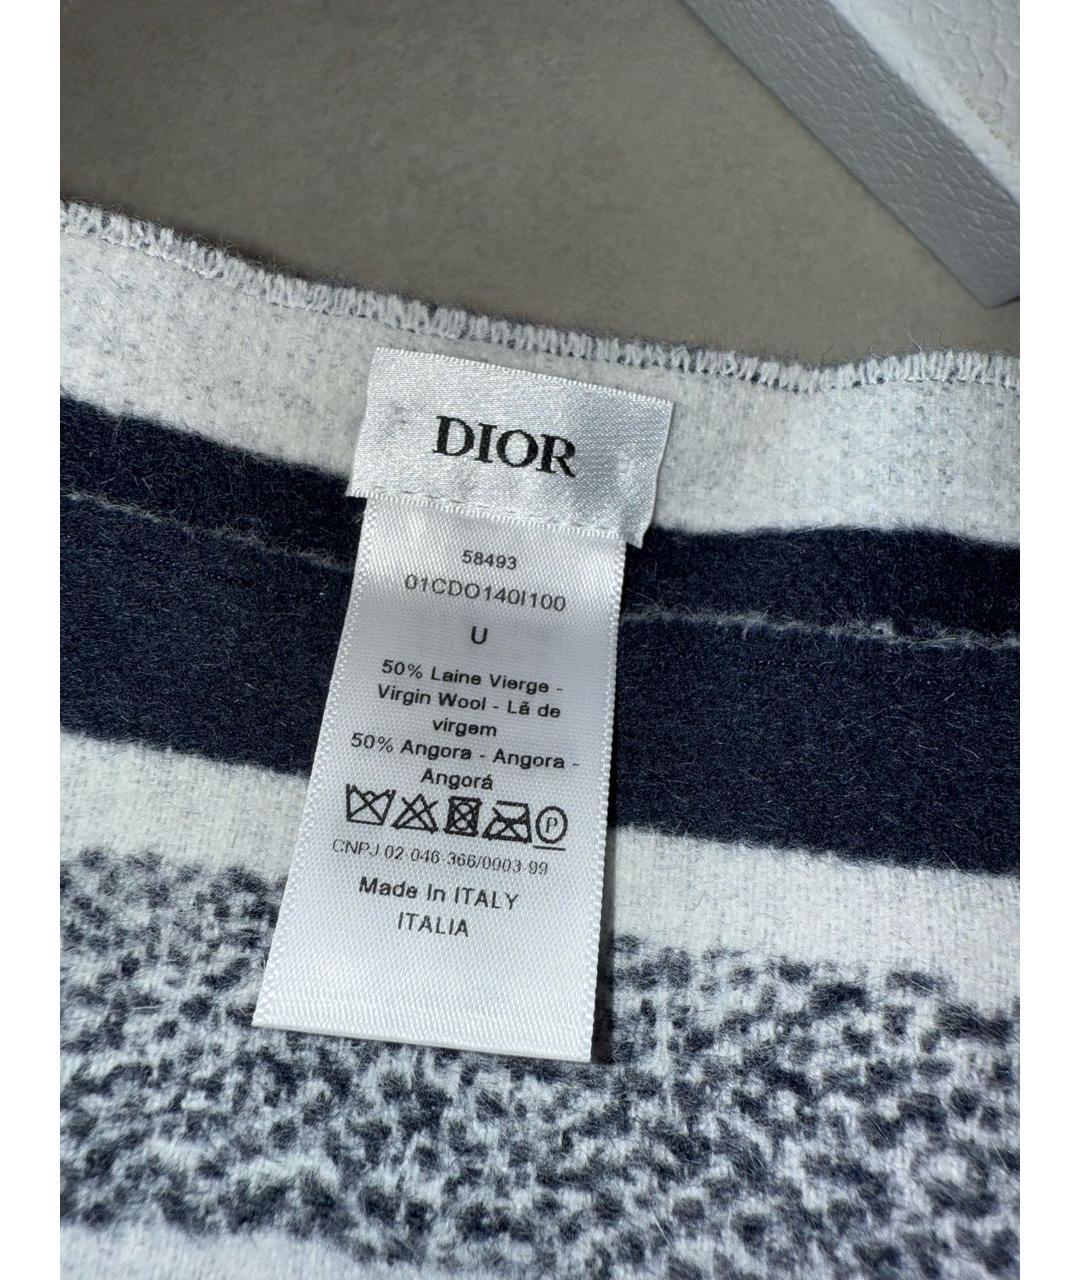 DIOR
58493
01CDO140I100
U
50% Laine Vierge -
Virgin Wool - Lã de
virgem
50% Angora - Angora -
Angorá
P
CNPJ 02-046-366/0003-99
Made In ITALY
ITALIA